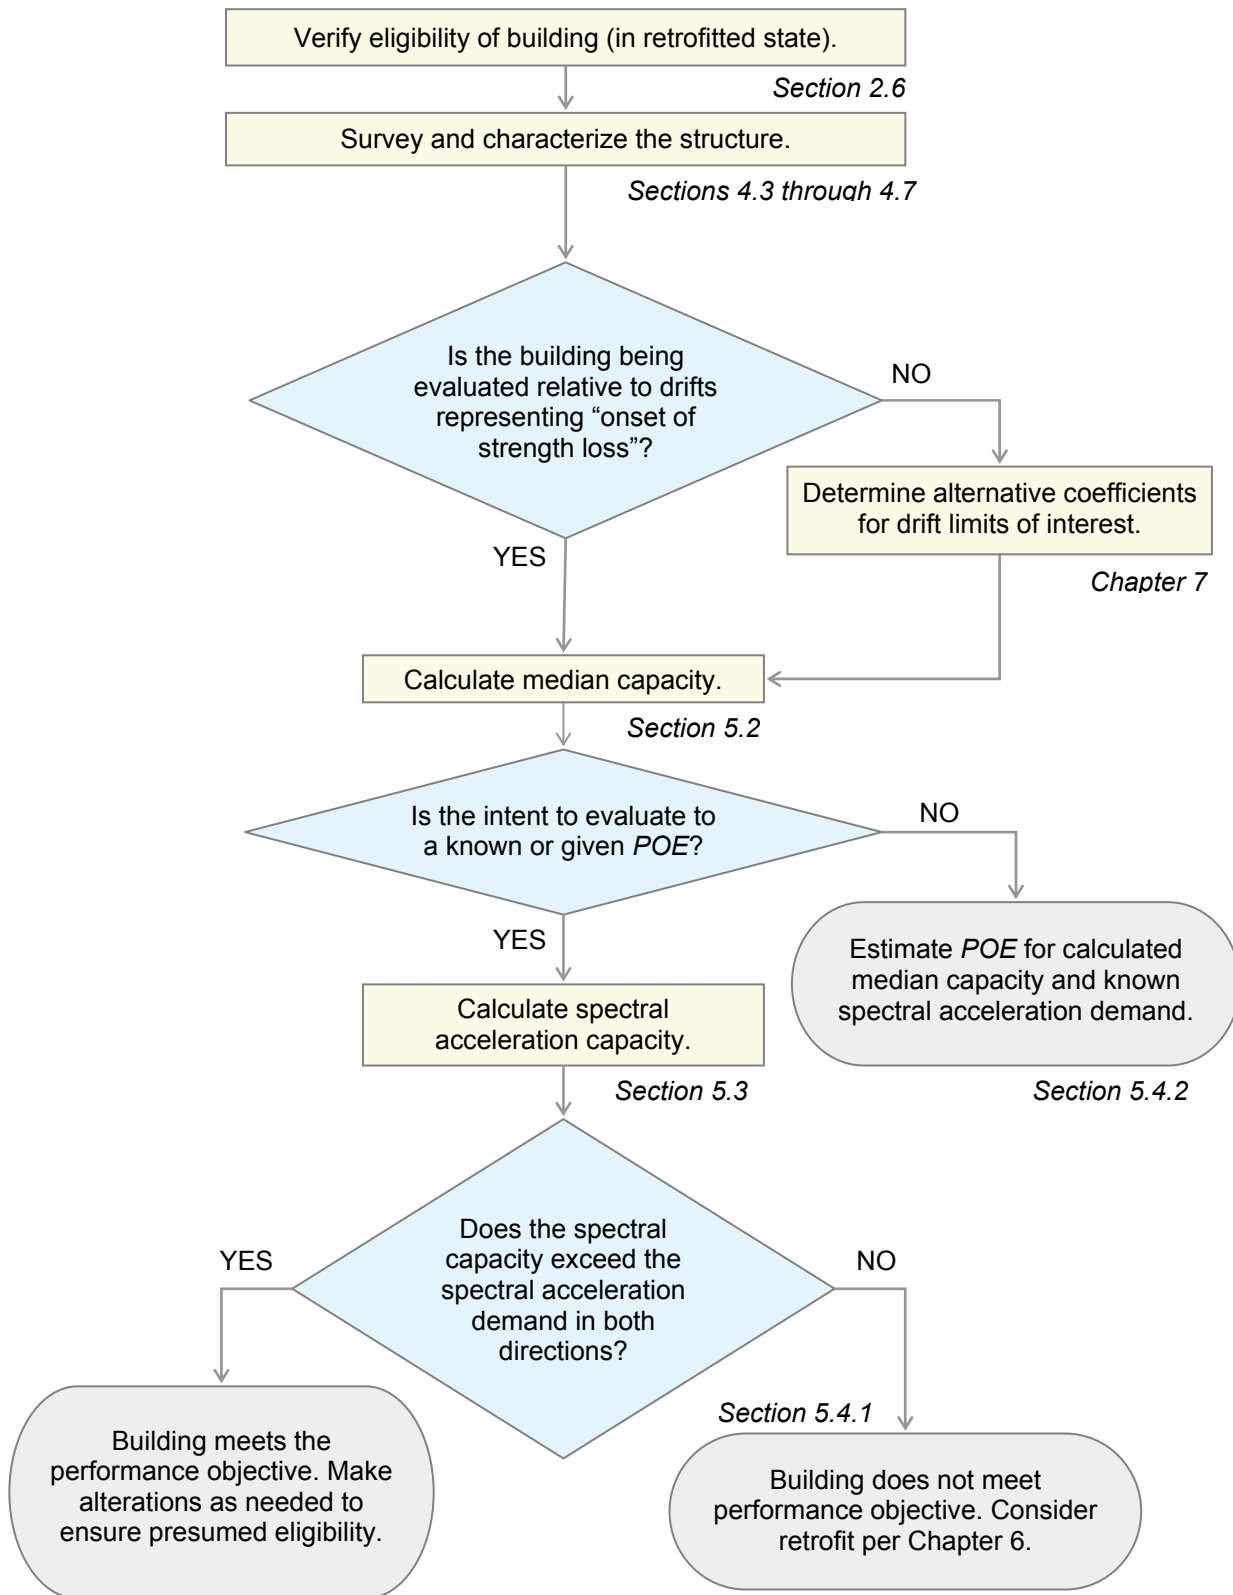 Verify eligibility of building (in retrofitted state).
Section 2.6
Survey and characterize the structure.
Sections 4.3 through 4.7
Is the building being
evaluated relative to drifts
representing “onset of
strength loss”?
NO
Determine alternative coefficients
for drift limits of interest.
YES
Chapter 7
Calculate median capacity.
Section 5.2
Is the intent to evaluate to
a known or given POE?
NO
YES
Estimate POE for calculated
median capacity and known
spectral acceleration demand.
Calculate spectral
acceleration capacity.
Section 5.3
Section 5.4.2
Does the spectral
capacity exceed the
spectral acceleration
demand in both
directions?
YES
NO
Section 5.4.1
Building meets the
performance objective. Make
alterations as needed to
ensure presumed eligibility.
Building does not meet
performance objective. Consider
retrofit per Chapter 6.